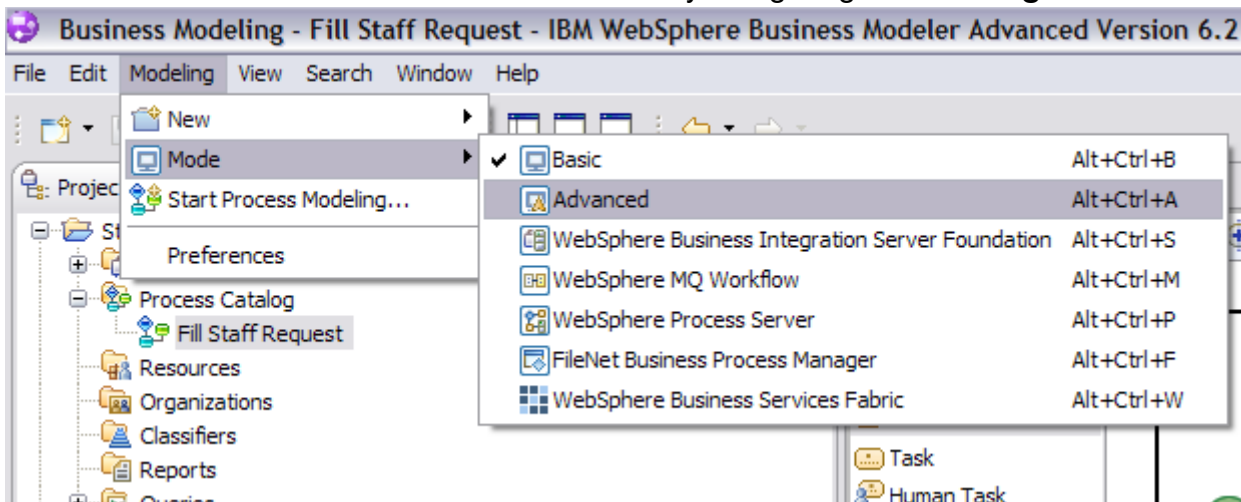 Business Modeling - Fill Staff Request - IBM WebSphere Business Modeler Advanced Version 6.2
File Edit Modeling View Search Window Help
New
Mode
Start Process Modeling...
Preferences
Basic Alt+Ctrl+B
Advanced Alt+Ctrl+A
WebSphere Business Integration Server Foundation Alt+Ctrl+S
WebSphere MQ Workflow Alt+Ctrl+M
WebSphere Process Server Alt+Ctrl+P
FileNet Business Process Manager Alt+Ctrl+F
WebSphere Business Services Fabric Alt+Ctrl+W
Projec
St
Process Catalog
Fill Staff Request
Resources
Organizations
Classifiers
Reports
Queries
Task
Human Task